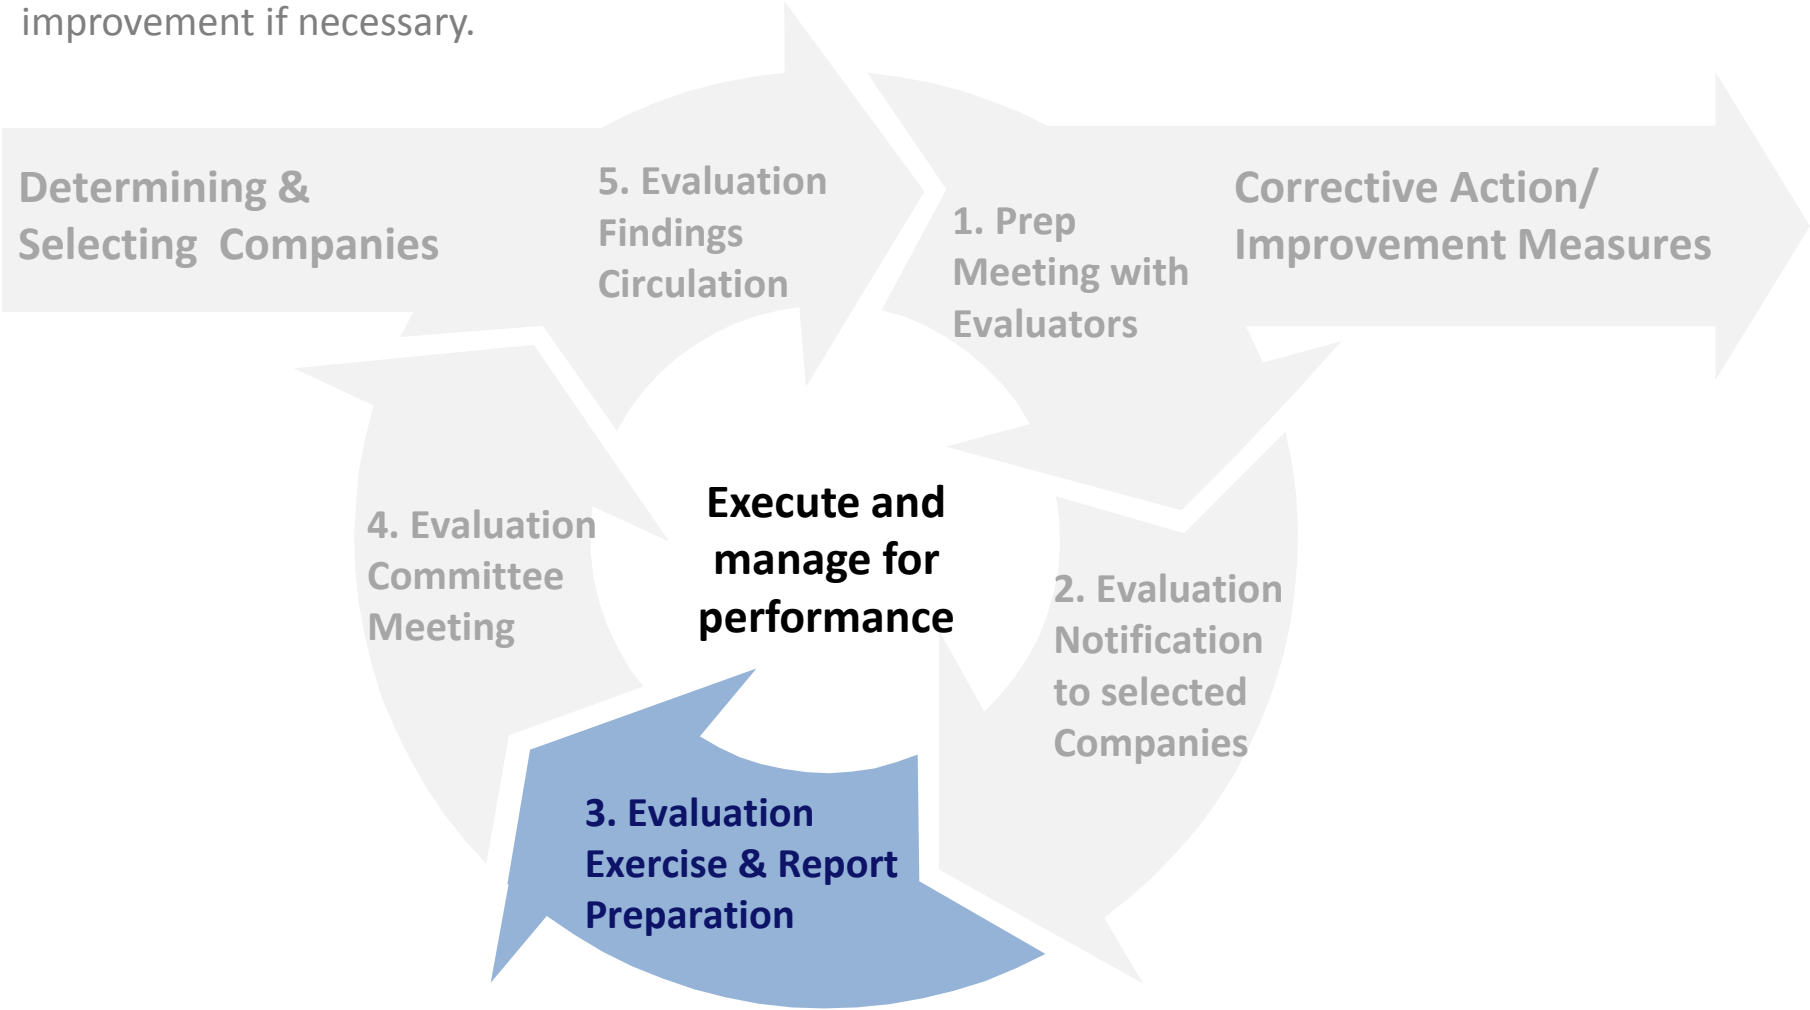 improvement if necessary.
Determining &
Selecting  Companies
5. Evaluation
Findings
Circulation
1. Prep
Meeting with
Evaluators
Corrective Action/
Improvement Measures
4. Evaluation
Committee
Meeting
Execute and
manage for
performance
2. Evaluation
Notification
to selected
Companies
3. Evaluation
Exercise & Report
Preparation